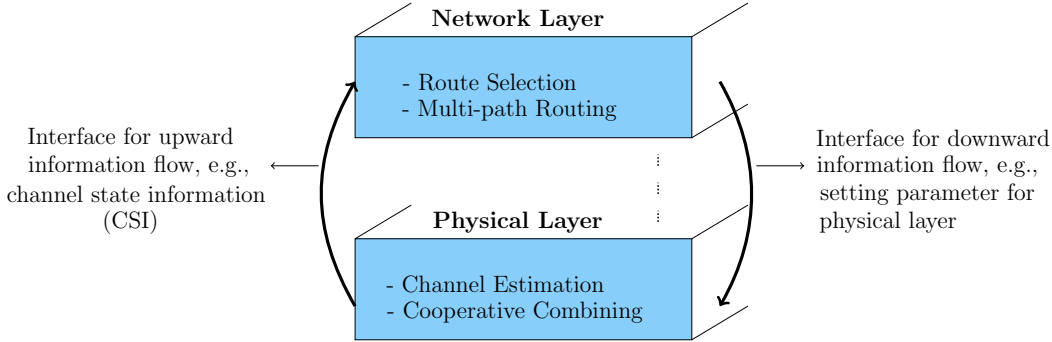 Network Layer
- Route Selection
- Multi-path Routing
Interface for upward
information flow, e.g.,
channel state information
(CSI)
Interface for downward
information flow, e.g.,
setting parameter for
physical layer
Physical Layer
- Channel Estimation
- Cooperative Combining